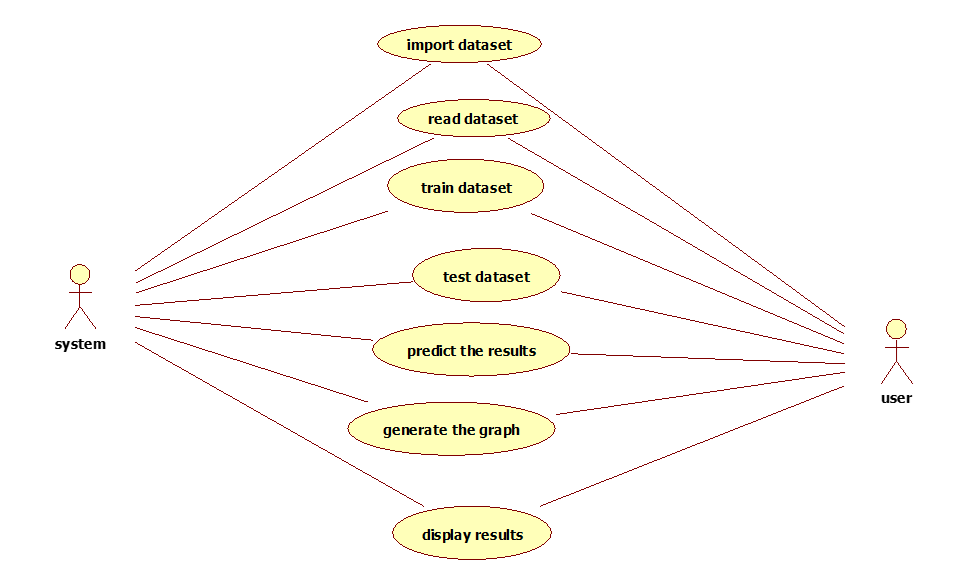 import dataset
read dataset
train dataset
test dataset
system
predict the results
user
generate the graph
display results